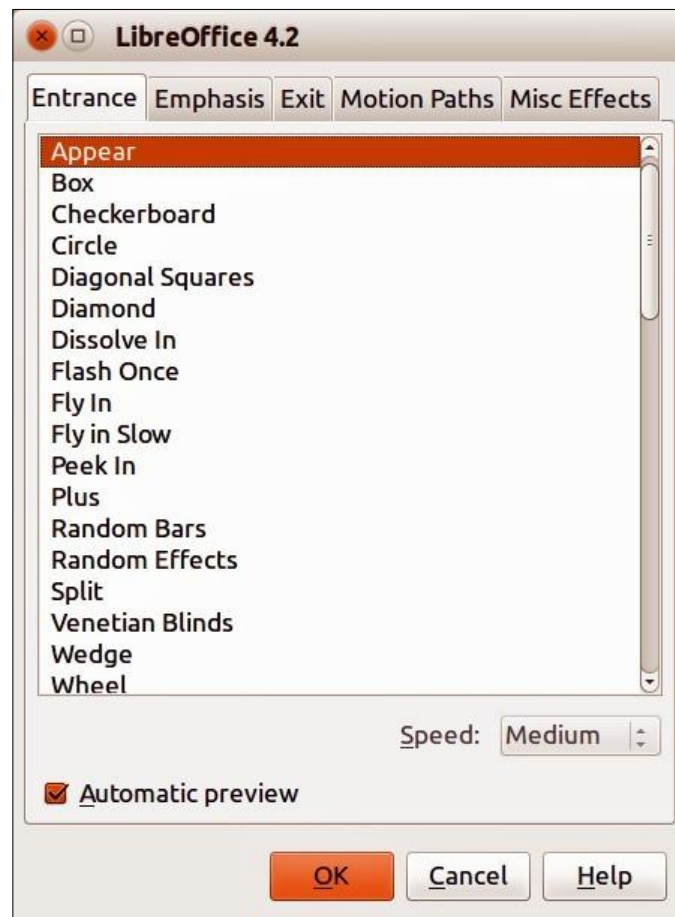 LibreOffice 4.2
Entrance Emphasis Exit Motion Paths Misc Effects
Appear
Box
Checkerboard
Circle
Diagonal Squares
Diamond
Dissolve In
Flash Once
Fly In
Fly in Slow
Peek In
Plus
Random Bars
Random Effects
Split
Venetian Blinds
Wedge
Wheel
Speed: Medium
Automatic preview
OK Cancel Help